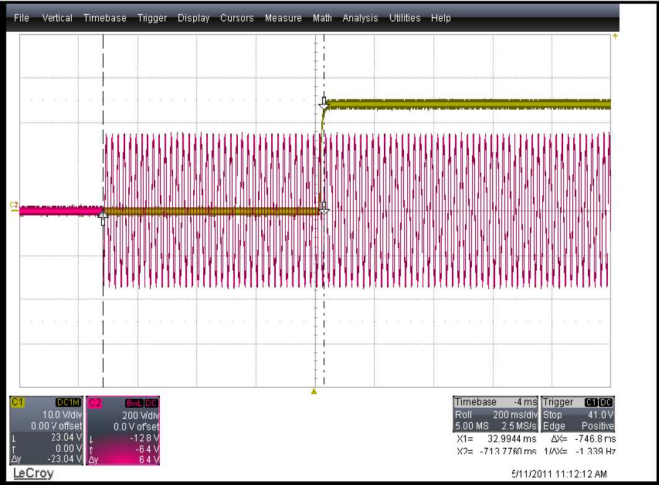 File Vertical Timebase Trigger Display Cursors Measure Math Analysis Utilities Help
C2
C1 DC1M
10.0 V/div
0.00 V offset
↓ 23.04 V
↑ 0.00 V
Δy -23.04 V
C2 BwL DC
200 V/div
0.0 V offset
↓ -12.8 V
↑ -6.4 V
Δy 6.4 V
Timebase -4 ms
Roll 200 ms/div
5.00 MS 2.5 MS/s
Trigger C1 DC
Stop 41.0 V
Edge Positive
X1= 32.9944 ms ΔX= -746.8 ms
X2= -713.7760 ms 1/ΔX= -1.339 Hz
LeCroy
5/11/2011 11:12:12 AM